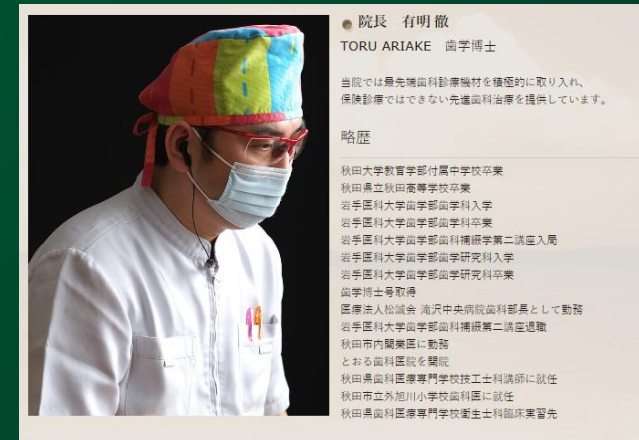 院長 有明 徹
TORU ARIAKE 歯学博士
当院では最先端歯科診療機材を積極的に取り入れ、
保険診療ではできない先進歯科治療を提供しています。
略歴
秋田大学教育学部付属中学校卒業
秋田県立秋田高等学校卒業
岩手医科大学歯学部歯学科入学
岩手医科大学歯学部歯学科卒業
岩手医科大学歯学部歯科補綴学第二講座入局
岩手医科大学歯学部歯学研究科入学
岩手医科大学歯学部歯学研究科卒業
歯学博士号取得
医療法人松誠会 滝沢中央病院歯科部長として勤務
岩手医科大学歯学部歯科補綴第二講座退職
秋田市内開業医に勤務
とおる歯科医院を開院
秋田県歯科医療専門学校技工士科講師に就任
秋田市立外旭川小学校歯科医に就任
秋田県歯科医療専門学校衛生士科臨床実習先